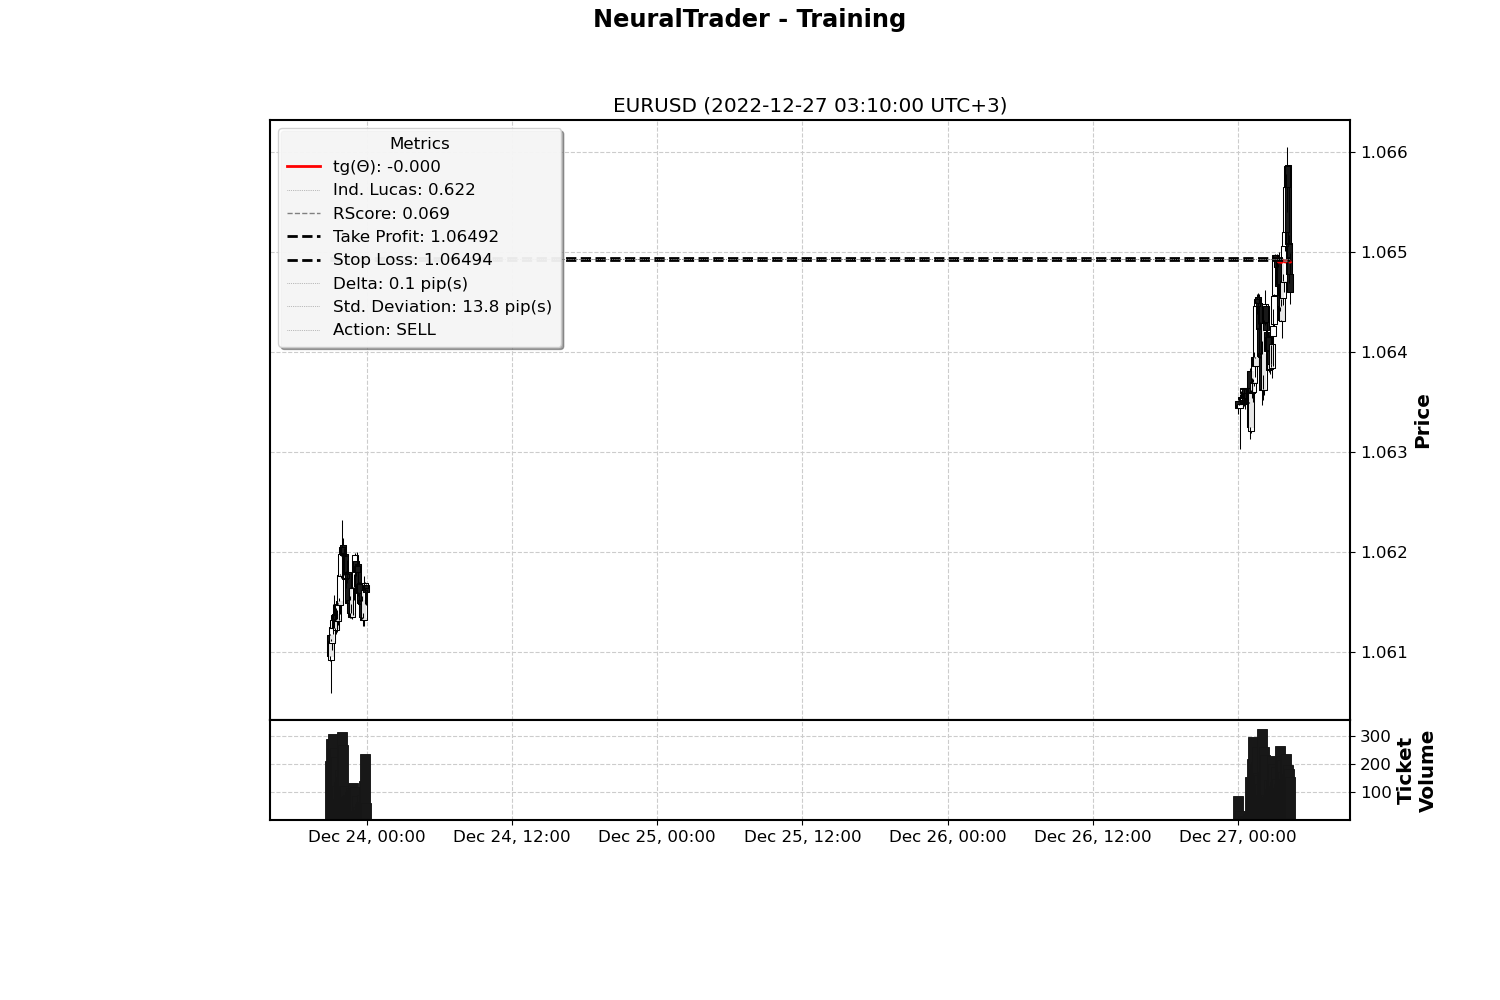 NeuralTrader - Training
EURUSD (2022-12-27 03:10:00 UTC+3)
Metrics
tg(Θ): -0.000
Ind. Lucas: 0.622
RScore: 0.069
Take Profit: 1.06492
Stop Loss: 1.06494
Delta: 0.1 pip(s)
Std. Deviation: 13.8 pip(s)
Action: SELL
1.066
1.065
1.064
1.063
1.062
1.061
Price
300
200
100
Ticket
Volume
Dec 24, 00:00
Dec 24, 12:00
Dec 25, 00:00
Dec 25, 12:00
Dec 26, 00:00
Dec 26, 12:00
Dec 27, 00:00